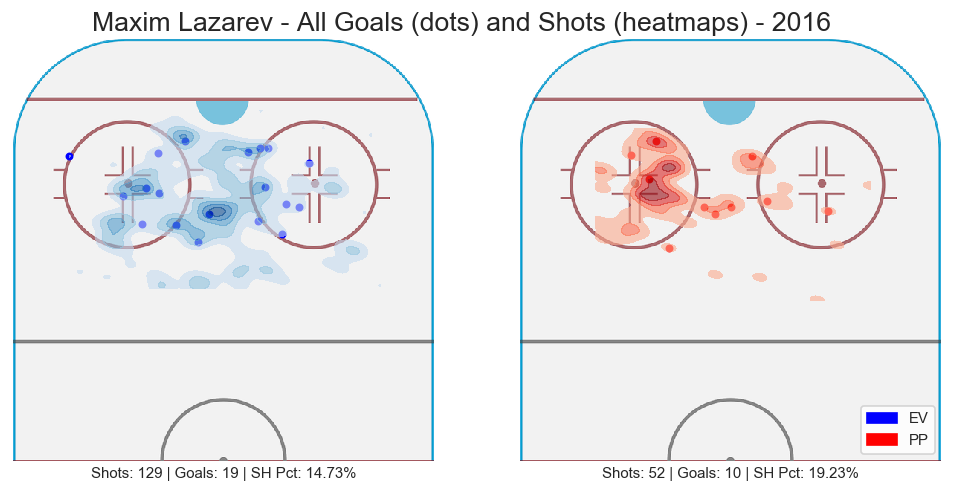 Maxim Lazarev - All Goals (dots) and Shots (heatmaps) - 2016
EV
PP
Shots: 129 | Goals: 19 | SH Pct: 14.73%
Shots: 52 | Goals: 10 | SH Pct: 19.23%